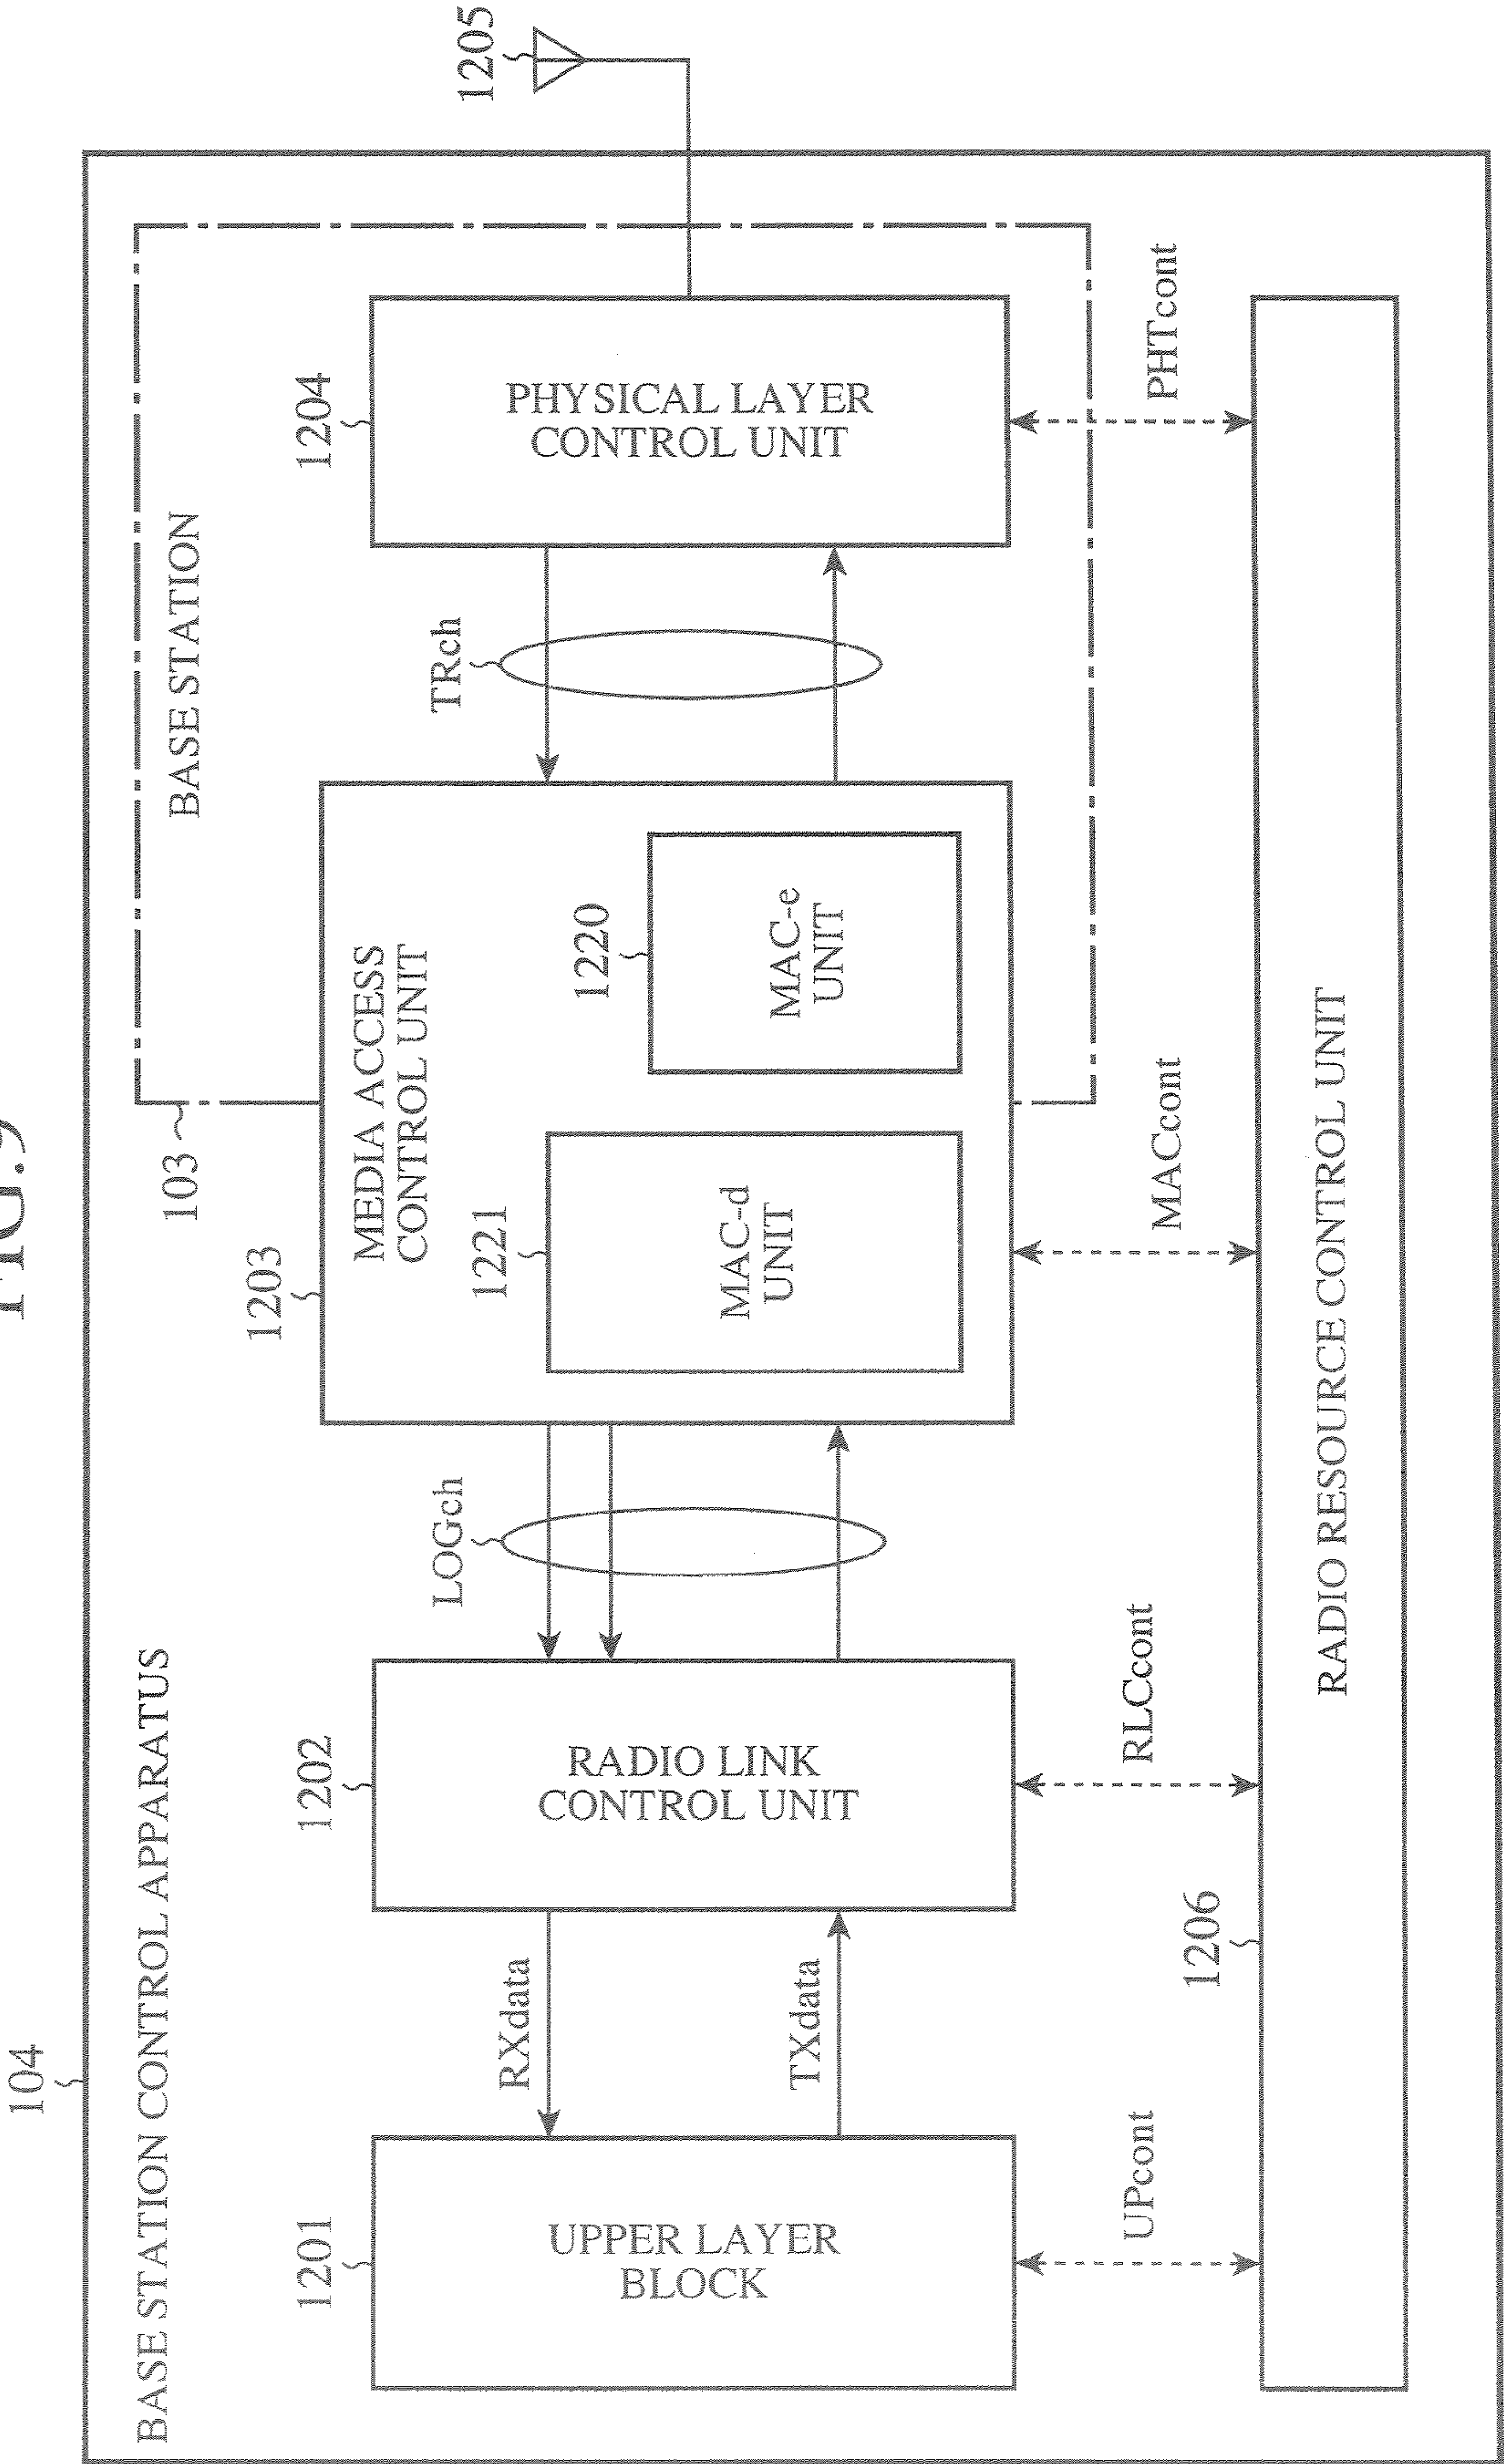 FIG.9
104
BASE STATION CONTROL APPARATUS
103
BASE STATION
1205
1201
UPPER LAYER
BLOCK
RXdata
TXdata
1202
RADIO LINK
CONTROL UNIT
LOGch
1203
MEDIA ACCESS
CONTROL UNIT
1221
MAC-d
UNIT
1220
MAC-e
UNIT
TRch
1204
PHYSICAL LAYER
CONTROL UNIT
UPcont
RLCcont
MACcont
PHTcont
1206
RADIO RESOURCE CONTROL UNIT